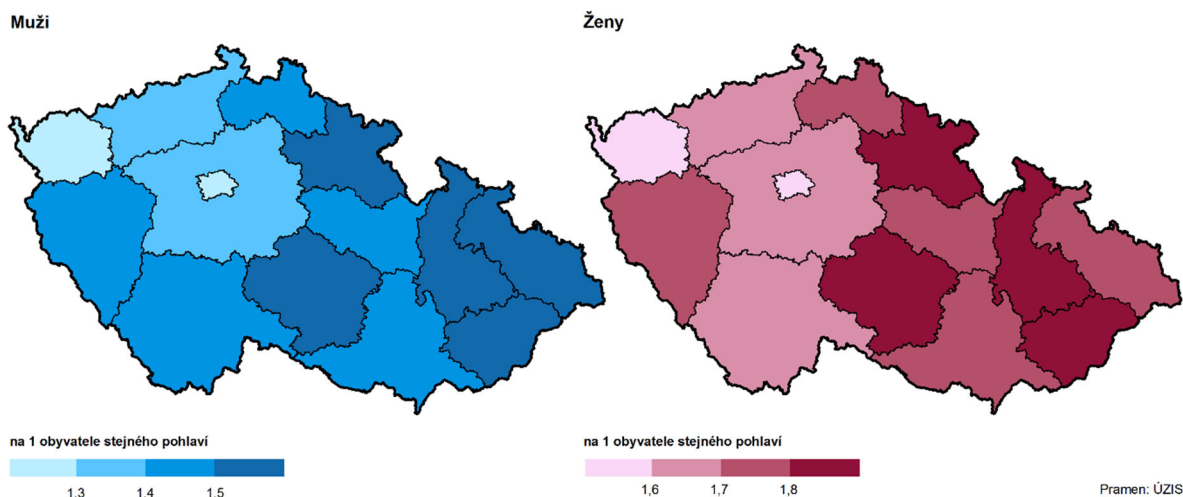 Muži
Ženy
na 1 obyvatele stejného pohlaví
1.3 1.4 1.5
na 1 obyvatele stejného pohlaví
1,6 1,7 1,8
Pramen: ÚZIS